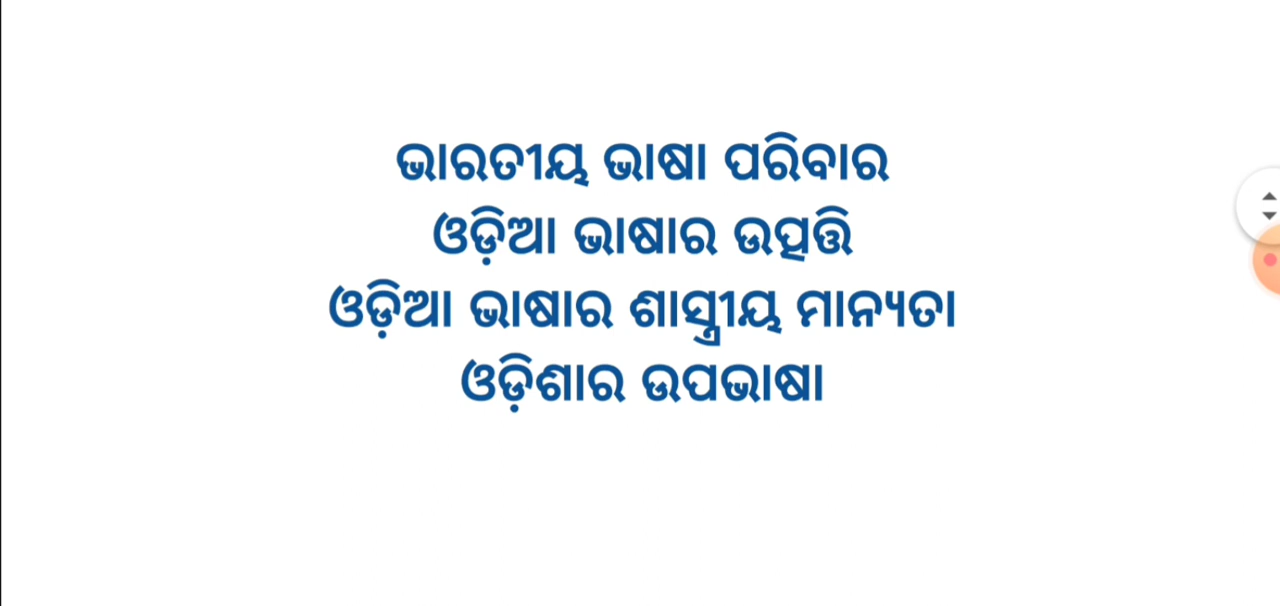 ଭାରତୀୟ ଭାଷା ପରିବାର
ଓଡ଼ିଆ ଭାଷାର ଉତ୍ପତ୍ତି
ଓଡ଼ିଆ ଭାଷାର ଶାସ୍ତ୍ରୀୟ ମାନ୍ୟତା
ଓଡ଼ିଶାର ଉପଭାଷା